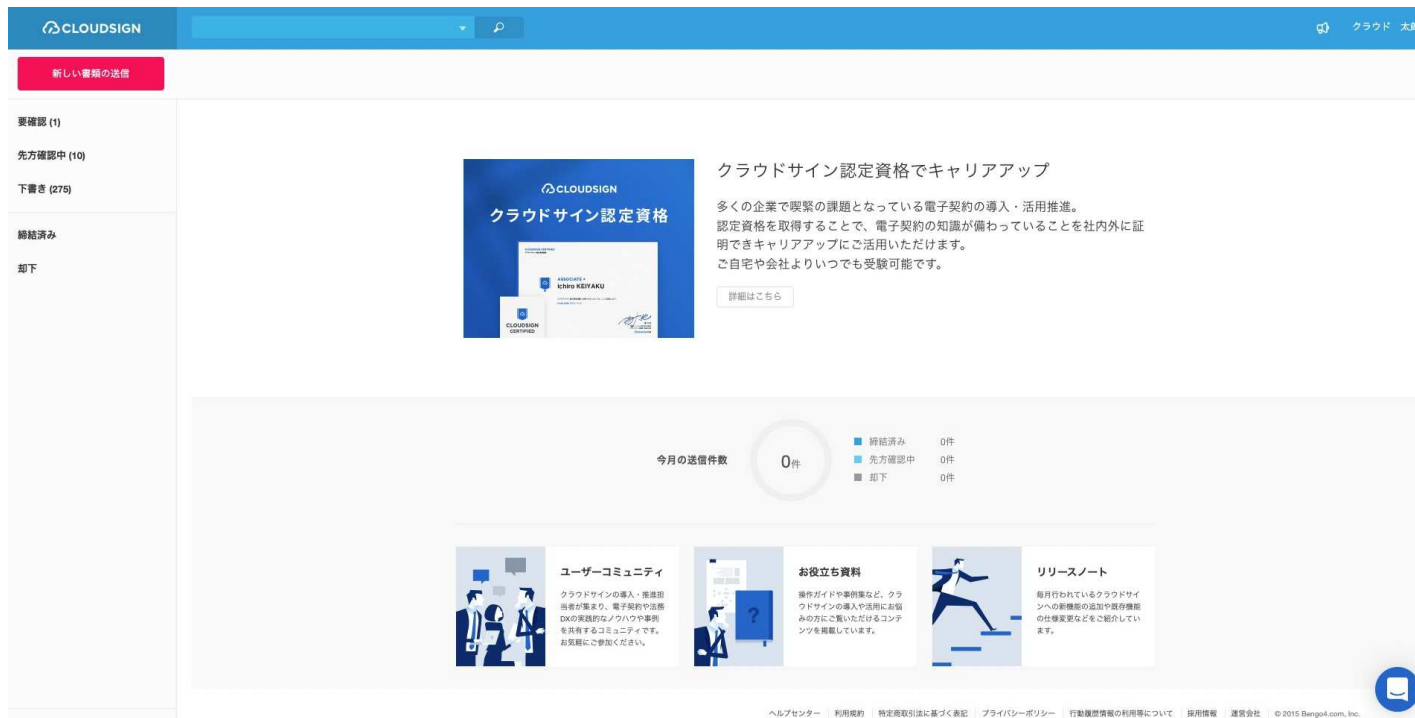 CLOUDSIGN
クラウド 太
新しい書類の送信
要確認 (1)
先方確認中 (10)
下書き (275)
締結済み
却下
CLOUDSIGN
クラウドサイン認定資格
ASSOCIATE
Ichiro KEIYAKU
CLOUDSIGN
CERTIFIED
クラウドサイン認定資格でキャリアアップ
多くの企業で喫緊の課題となっている電子契約の導入・活用推進。
認定資格を取得することで、電子契約の知識が備わっていることを社内外に証
明できキャリアアップにご活用いただけます。
ご自宅や会社よりいつでも受験可能です。
詳細はこちら
今月の送信件数
0件
締結済み 0件
先方確認中 0件
却下 0件
ユーザーコミュニティ
クラウドサインの導入・推進担
当者が集まり、電子契約や法務
DXの実践的なノウハウや事例
を共有するコミュニティです。
お気軽にご参加ください。
お役立ち資料
操作ガイドや事例集など、クラ
ウドサインの導入や活用にお悩
みの方にご覧いただけるコンテ
ンツを掲載しています。
?
リリースノート
毎月行われているクラウドサイ
ンへの新機能の追加や既存機能
の仕様変更などをご紹介してい
ます。
ヘルプセンター 利用規約 特定商取引法に基づく表記 プライバシーポリシー 行動履歴情報の利用等について 採用情報 運営会社 © 2015 Bengo4.com, Inc.